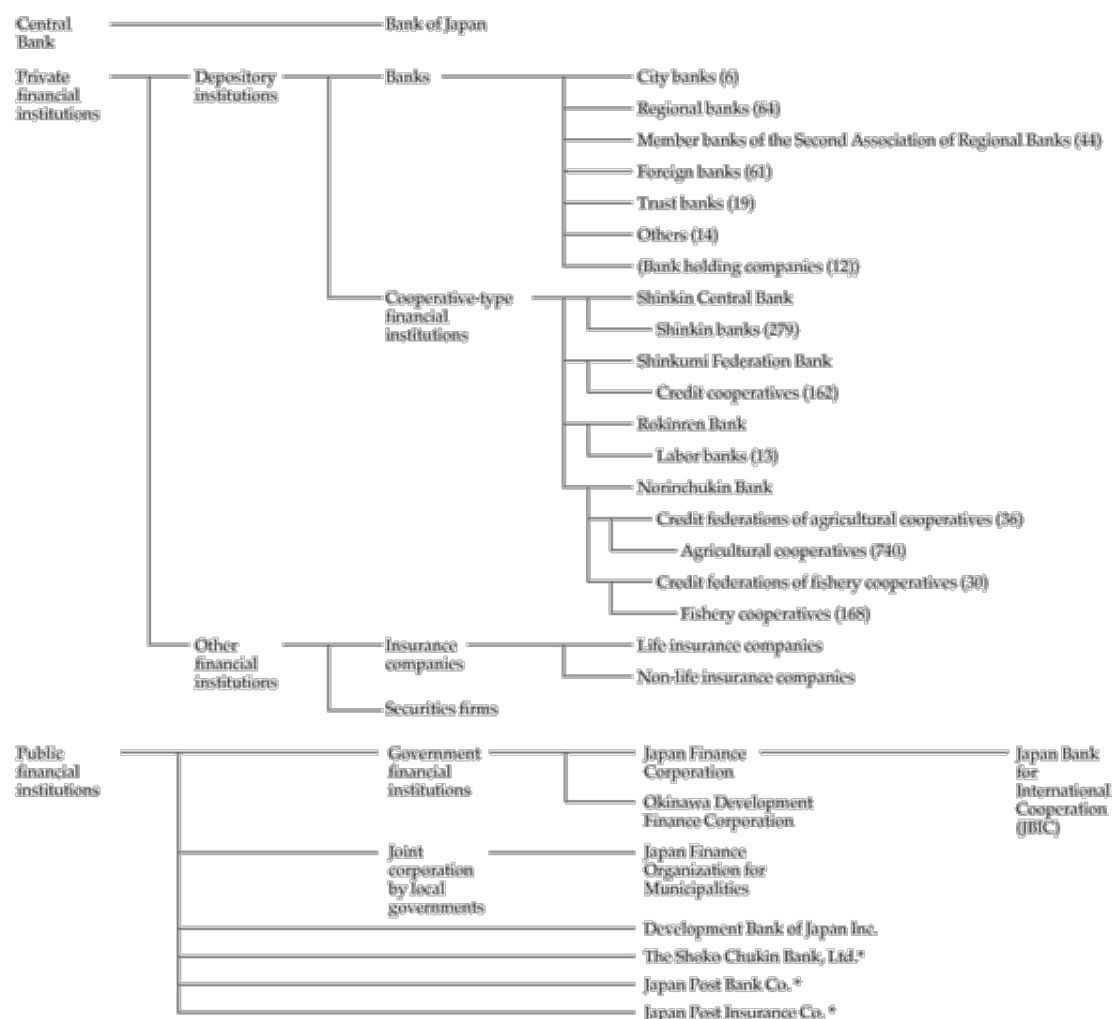 Central
Bank
Bank of Japan
Private
financial
institutions
Depository
institutions
Banks
City banks (6)
Regional banks (64)
Member banks of the Second Association of Regional Banks (44)
Foreign banks (61)
Trust banks (19)
Others (14)
(Bank holding companies (12))
Cooperative-type
financial
institutions
Shinkin Central Bank
Shinkin banks (279)
Shinkumi Federation Bank
Credit cooperatives (162)
Rokinren Bank
Labor banks (13)
Norinchukin Bank
Credit federations of agricultural cooperatives (36)
Agricultural cooperatives (740)
Credit federations of fishery cooperatives (30)
Fishery cooperatives (168)
Other
financial
institutions
Insurance
companies
Life insurance companies
Non-life insurance companies
Securities firms
Public
financial
institutions
Government
financial
institutions
Japan Finance
Corporation
Japan Bank
for
International
Cooperation
(JBIC)
Okinawa Development
Finance Corporation
Joint
corporation
by local
governments
Japan Finance
Organization for
Municipalities
Development Bank of Japan Inc.
The Shoko Chukin Bank, Ltd.*
Japan Post Bank Co. *
Japan Post Insurance Co. *